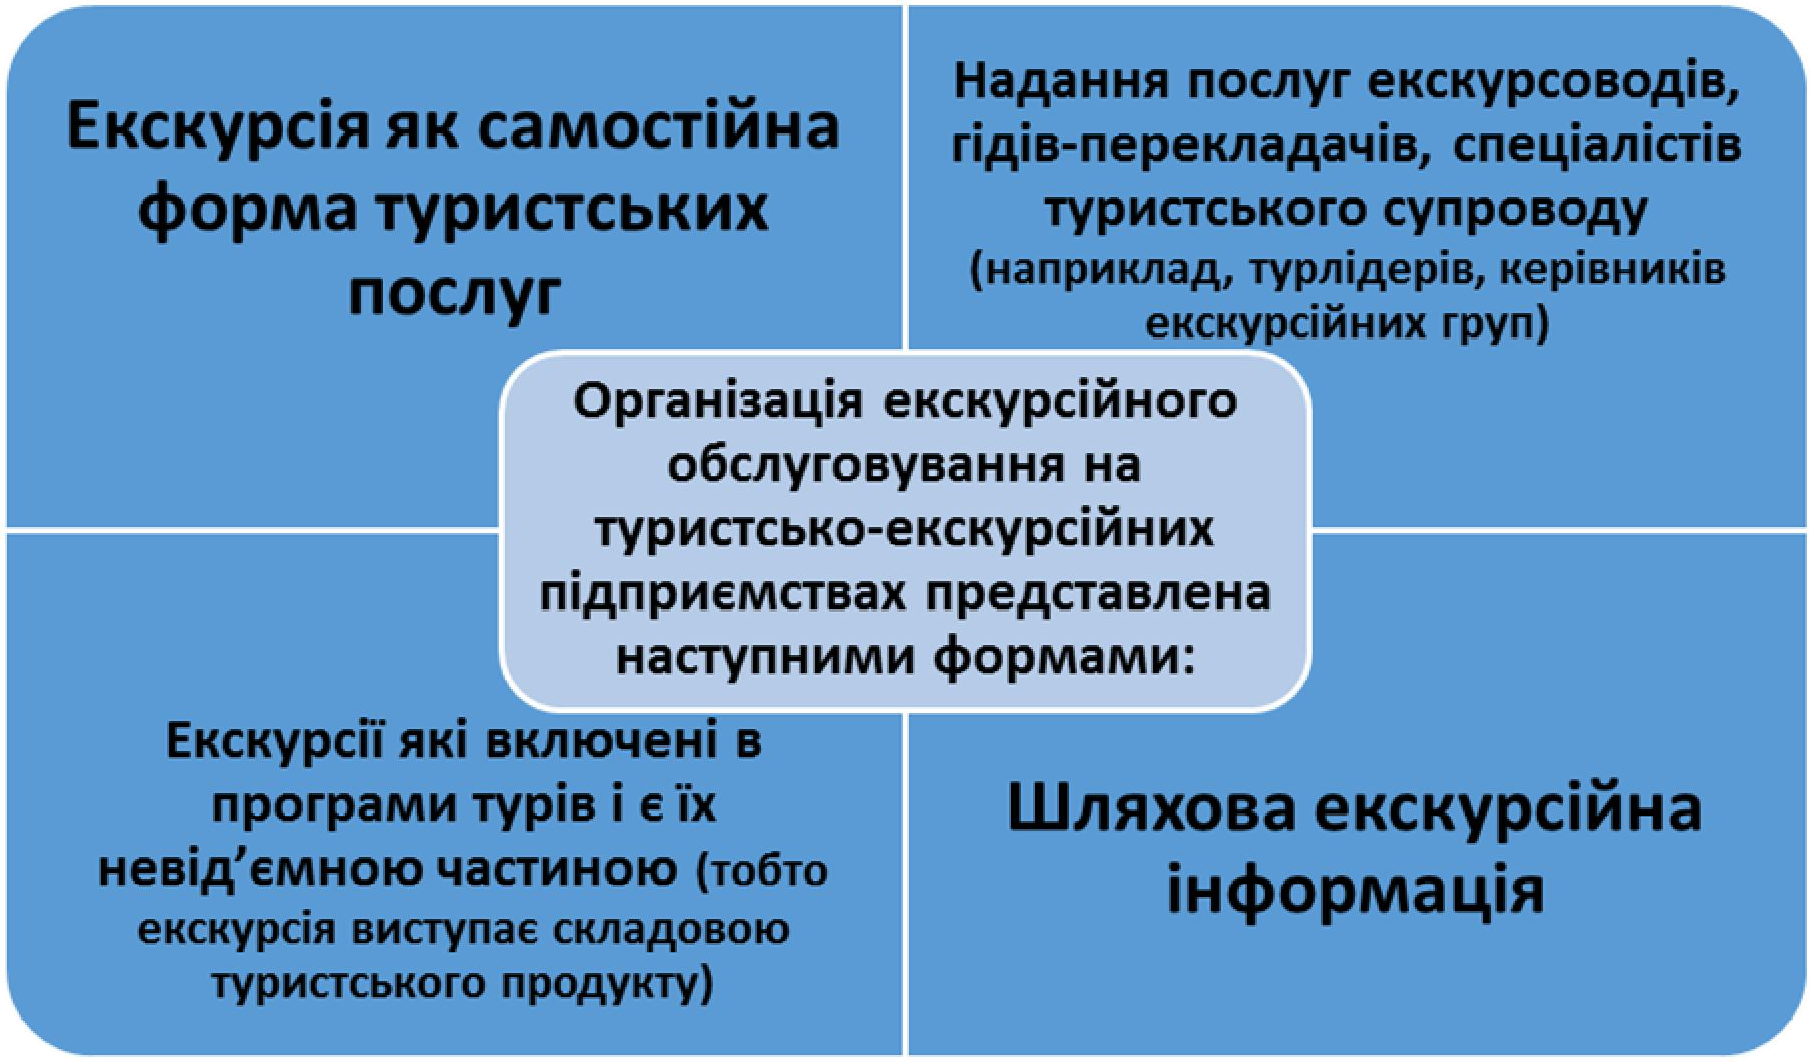 Екскурсія як самостійна
форма туристських
послуг
Надання послуг екскурсоводів,
гідів-перекладачів, спеціалістів
туристського супроводу
(наприклад, турлідерів, керівників
екскурсійних груп)
Організація екскурсійного
обслуговування на
туристсько-екскурсійних
підприємствах представлена
наступними формами:
Екскурсії які включені в
програми турів і є їх
невід’ємною частиною (тобто
екскурсія виступає складовою
туристського продукту)
Шляхова екскурсійна
інформація